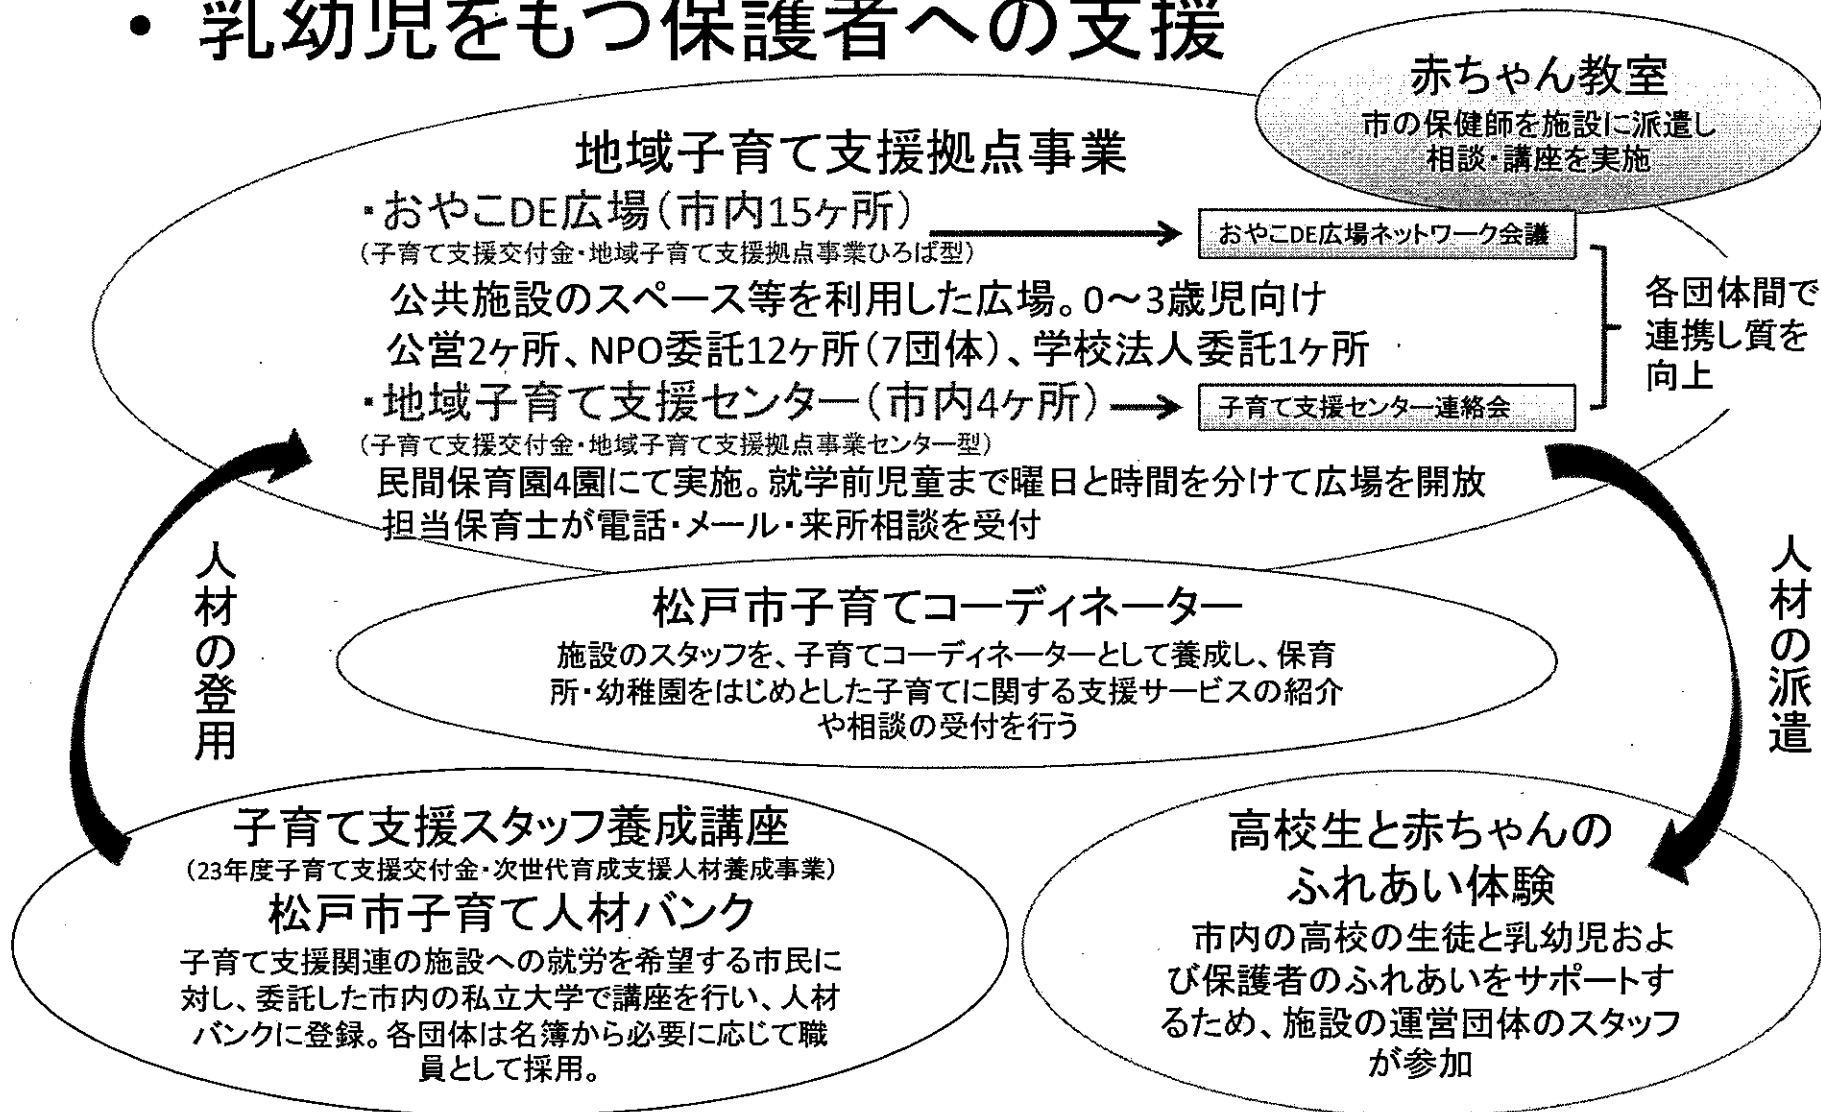 ・ 乳幼児をもつ保護者への支援
赤ちゃん教室
市の保健師を施設に派遣し
相談・講座を実施
地域子育て支援拠点事業
・おやこDE広場(市内15ヶ所)
(子育て支援交付金・地域子育て支援拠点事業ひろば型)
おやこDE広場ネットワーク会議
公共施設のスペース等を利用した広場。0～3歳児向け
公営2ヶ所、NPO委託12ヶ所(7団体)、学校法人委託1ヶ所
・地域子育て支援センター(市内4ヶ所)
(子育て支援交付金・地域子育て支援拠点事業センター型)
子育て支援センター連絡会
各団体間で
連携し質を
向上
民間保育園4園にて実施。就学前児童まで曜日と時間を分けて広場を開放
担当保育士が電話・メール・来所相談を受付
人材の登用
人材の派遣
松戸市子育てコーディネーター
施設のスタッフを、子育てコーディネーターとして養成し、保育
所・幼稚園をはじめとした子育てに関する支援サービスの紹介
や相談の受付を行う
子育て支援スタッフ養成講座
(23年度子育て支援交付金・次世代育成支援人材養成事業)
松戸市子育て人材バンク
子育て支援関連の施設への就労を希望する市民に
対し、委託した市内の私立大学で講座を行い、人材
バンクに登録。各団体は名簿から必要に応じて職
員として採用。
高校生と赤ちゃんの
ふれあい体験
市内の高校の生徒と乳幼児およ
び保護者のふれあいをサポートす
るため、施設の運営団体のスタッフ
が参加